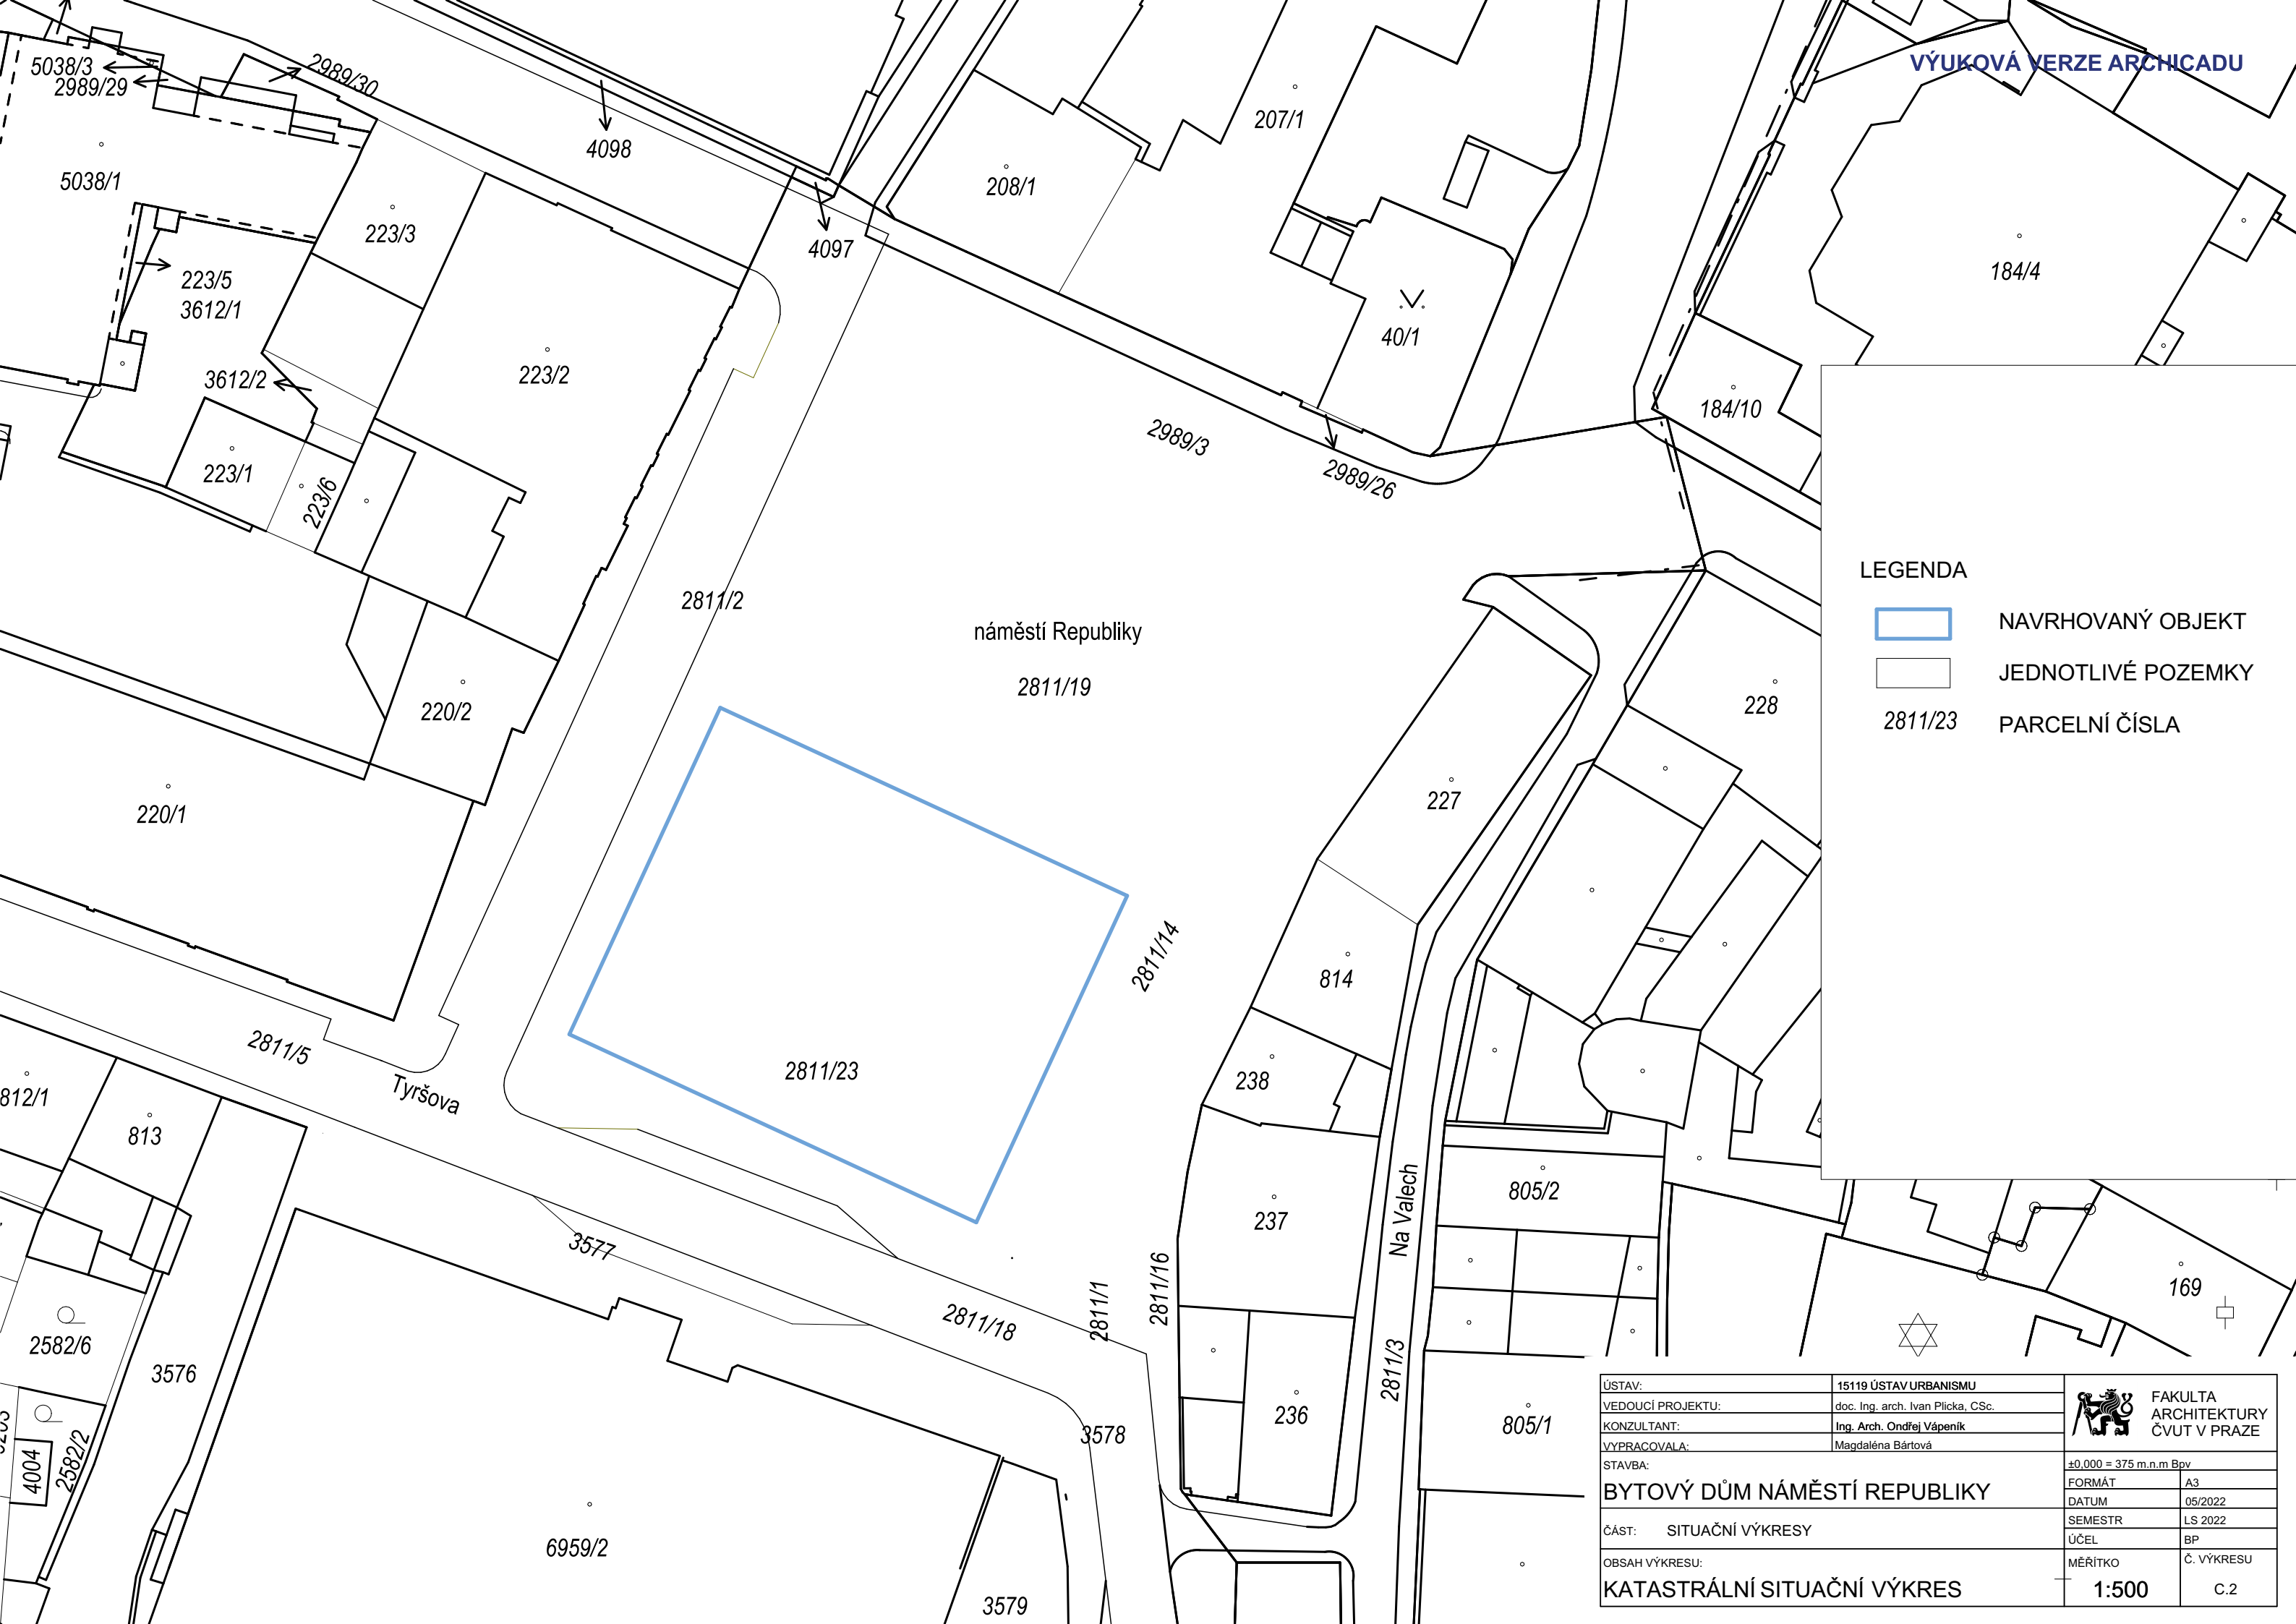 VÝUKOVÁ VERZE ARCHICADU
5038/3
2989/29
2989/30
4098
207/1
5038/1
208/1
223/3
4097
184/4
223/5
3612/1
40/1
3612/2
223/2
184/10
2989/3
223/1
223/6
2989/26
2811/2
náměstí Republiky
2811/19
220/2
228
227
220/1
2811/14
814
2811/5
2811/23
238
Tyršova
812/1
813
805/2
Na Valech
237
3577
2811/1
2811/16
2811/18
169
2582/6
3576
2811/3
236
805/1
3578
4004
2582/2
6959/2
3579
LEGENDA
NAVRHOVANÝ OBJEKT
JEDNOTLIVÉ POZEMKY
2811/23 PARCELNÍ ČÍSLA
ÚSTAV: 15119 ÚSTAV URBANISMU
VEDOUCÍ PROJEKTU: doc. Ing. arch. Ivan Plicka, CSc.
KONZULTANT: Ing. Arch. Ondřej Vápeník
VYPRACOVALA: Magdaléna Bártová
FAKULTA
ARCHITEKTURY
ČVUT V PRAZE
STAVBA:
BYTOVÝ DŮM NÁMĚSTÍ REPUBLIKY
±0,000 = 375 m.n.m Bpv
FORMÁT A3
DATUM 05/2022
SEMESTR LS 2022
ÚČEL BP
ČÁST: SITUAČNÍ VÝKRESY
OBSAH VÝKRESU:
KATASTRÁLNÍ SITUAČNÍ VÝKRES
MĚŘÍTKO
1:500
Č. VÝKRESU
C.2